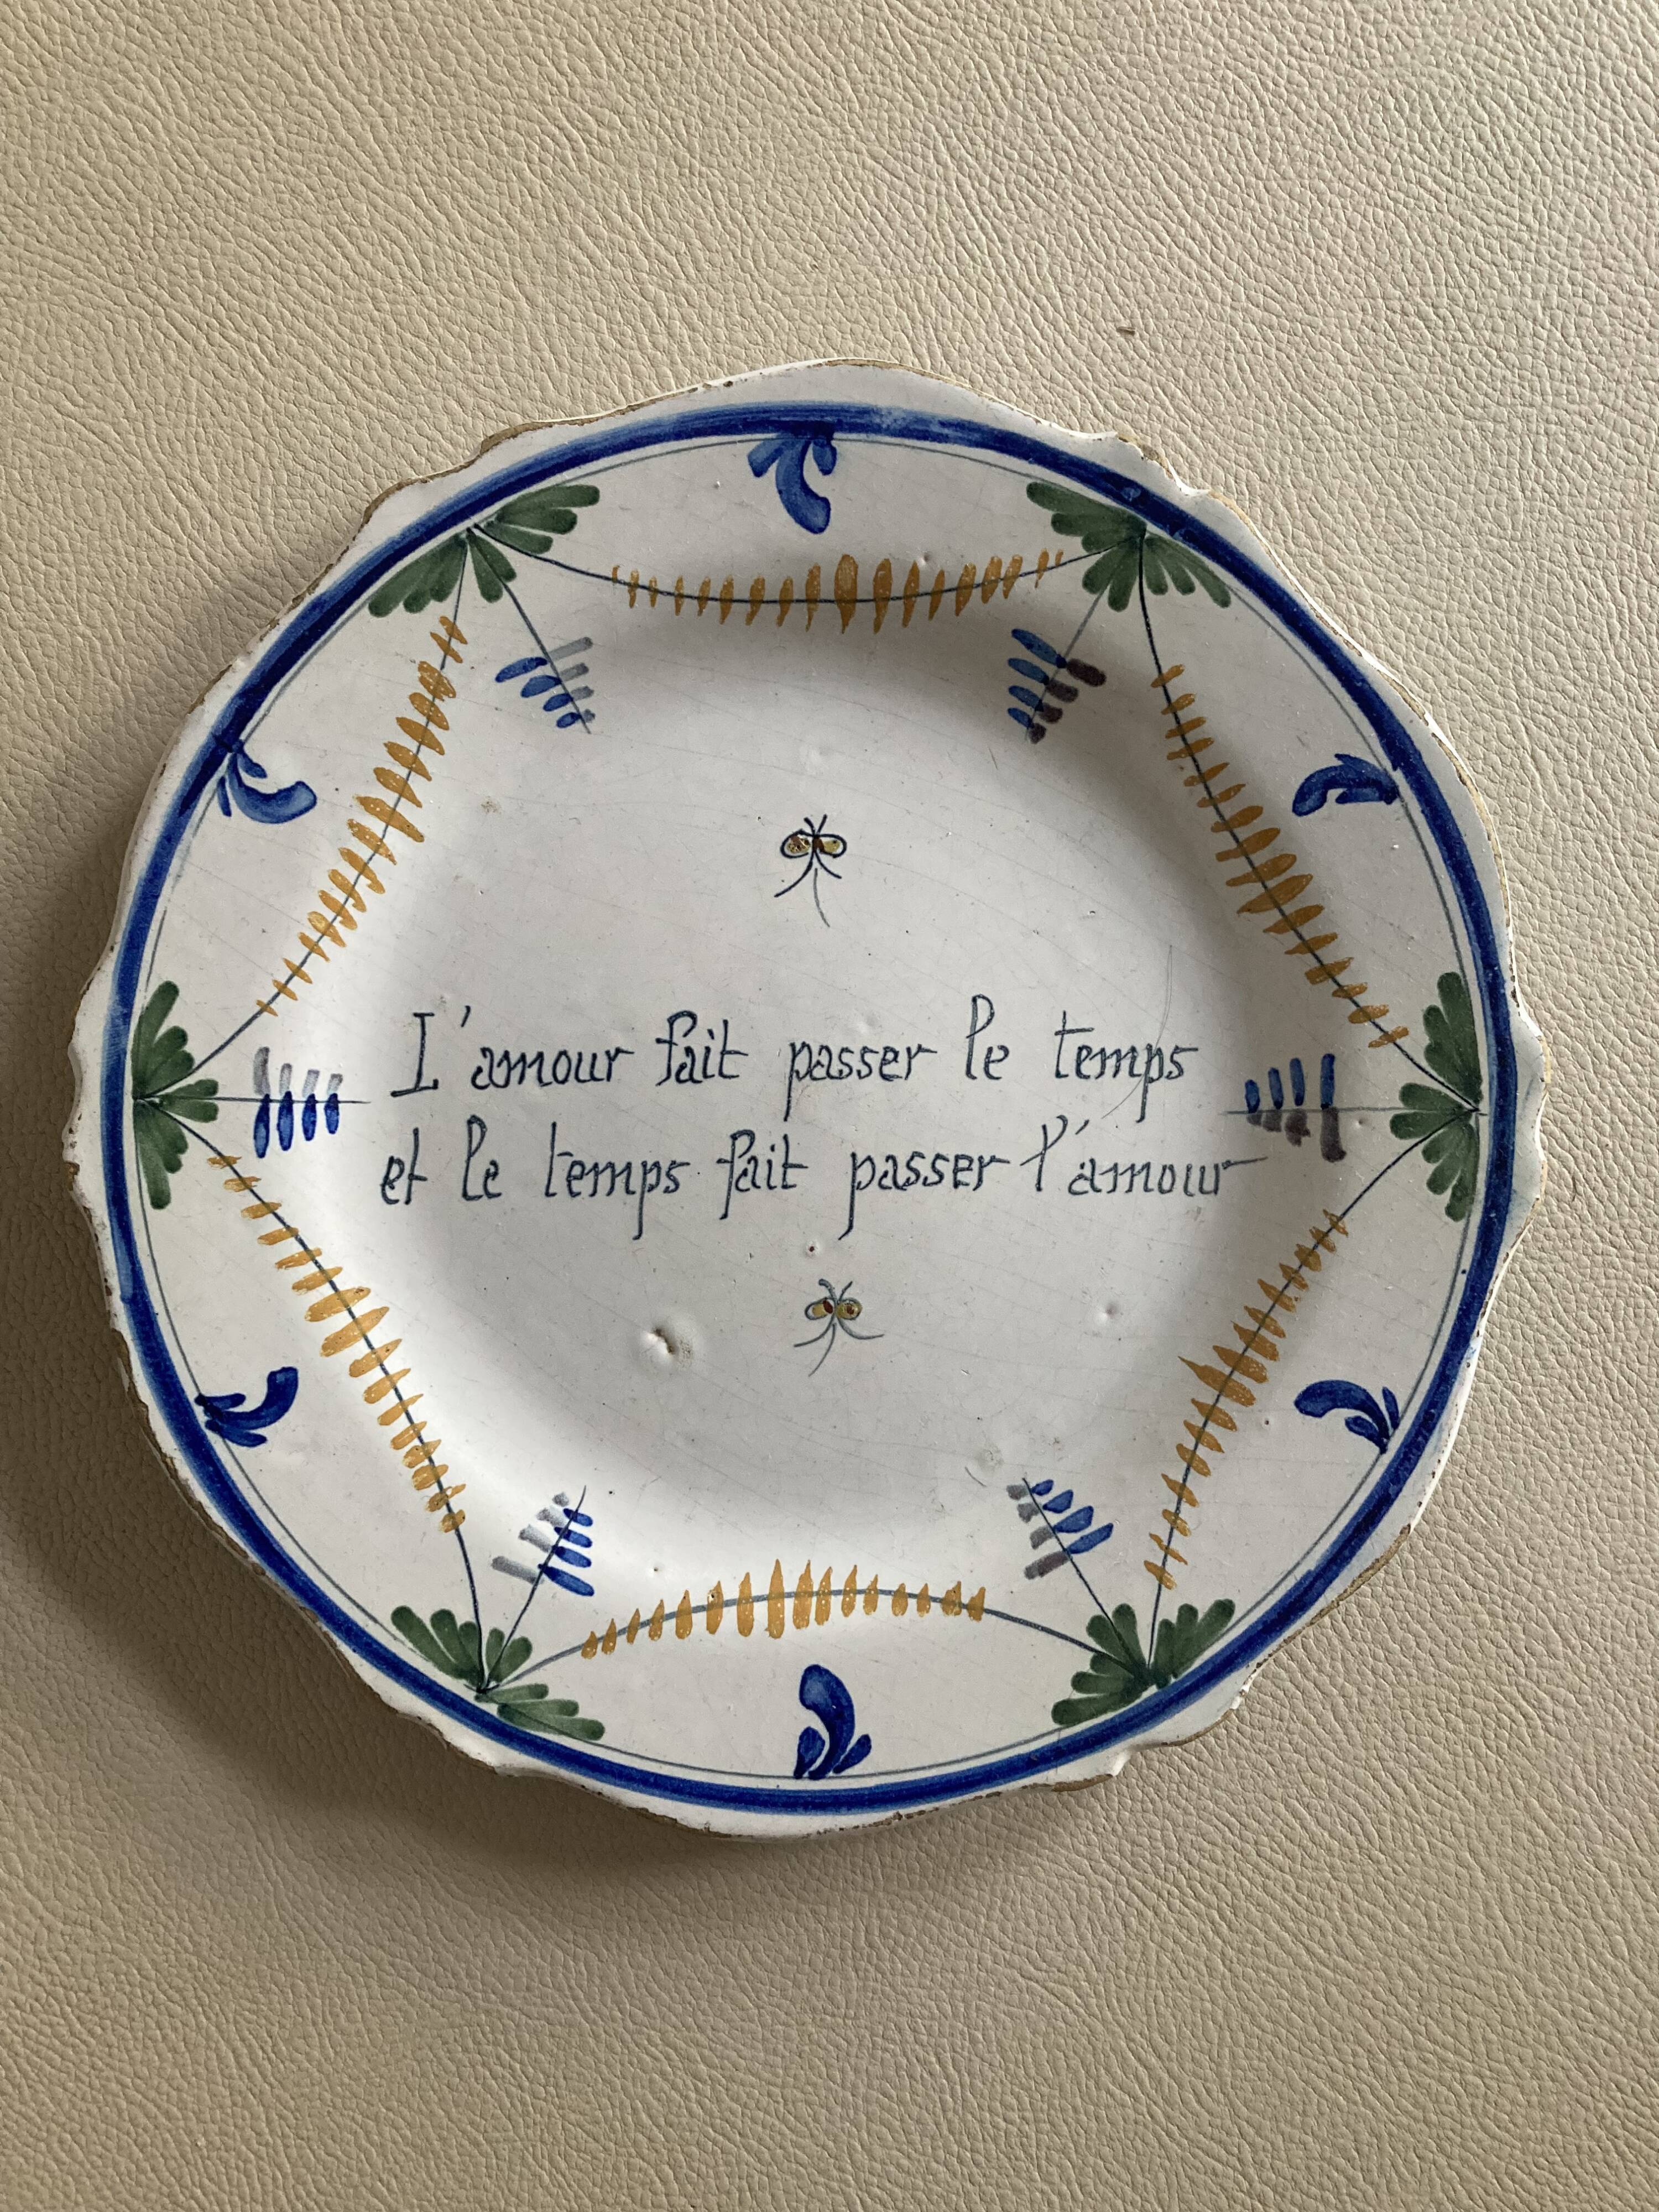 L'amour fait passer le temps
et le temps fait passer l'amour